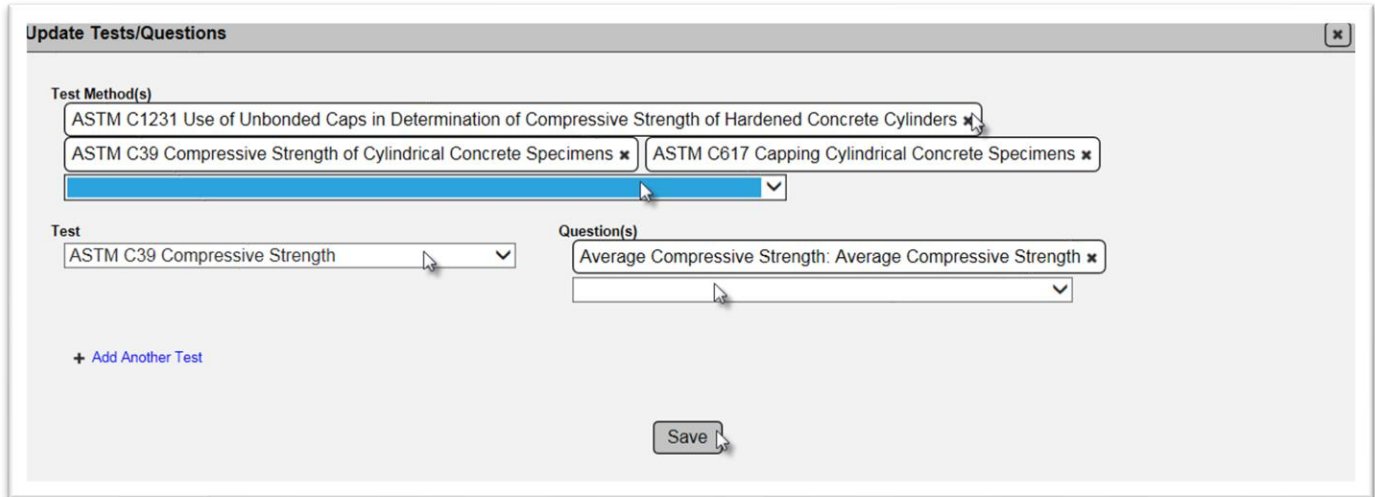 Update Tests/Questions
Test Method(s)
ASTM C1231 Use of Unbonded Caps in Determination of Compressive Strength of Hardened Concrete Cylinders
ASTM C39 Compressive Strength of Cylindrical Concrete Specimens ASTM C617 Capping Cylindrical Concrete Specimens
Test Question(s)
ASTM C39 Compressive Strength Average Compressive Strength: Average Compressive Strength
+ Add Another Test
Save